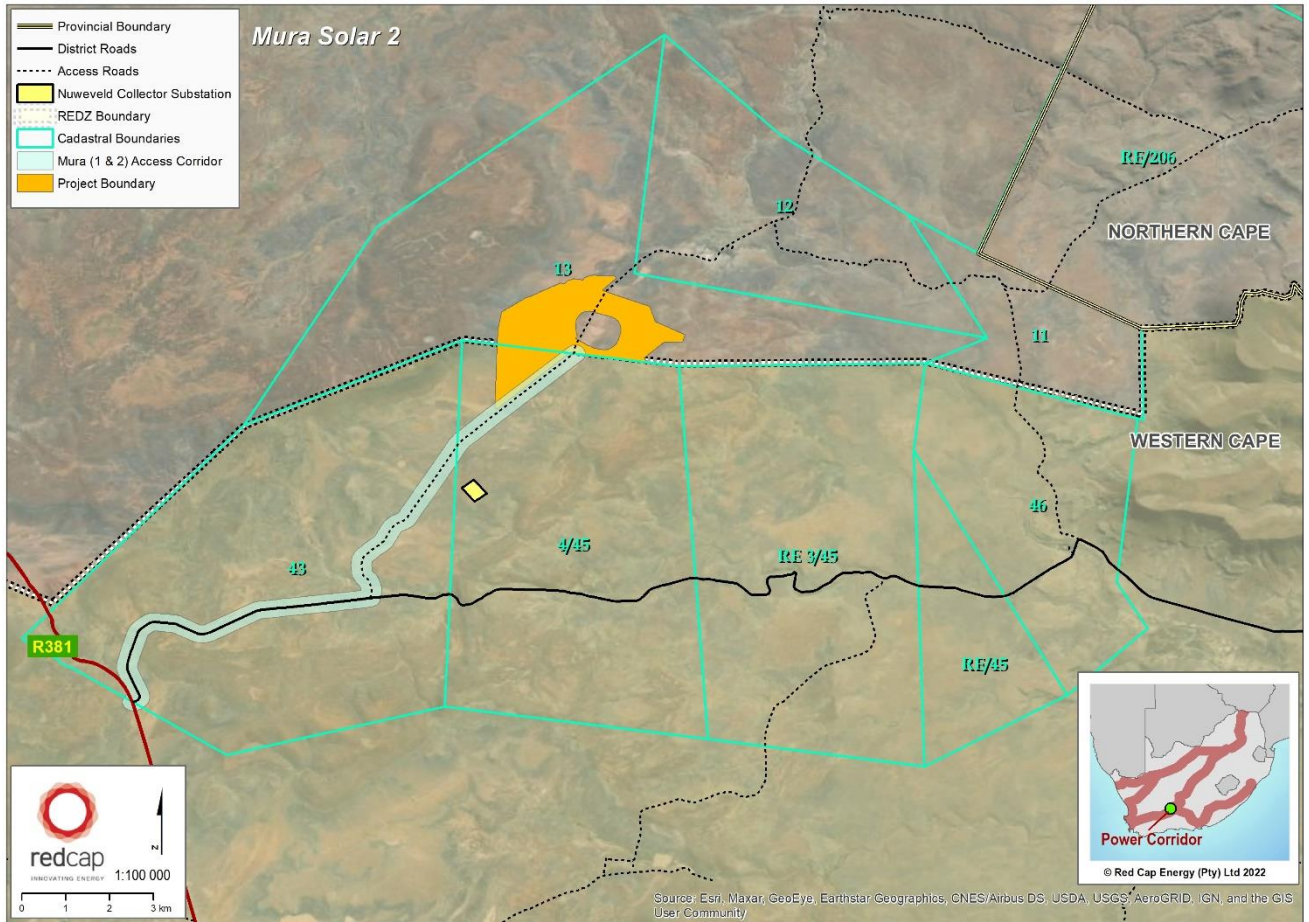 Mura Solar 2
Provincial Boundary
District Roads
Access Roads
Nuweveld Collector Substation
REDZ Boundary
Cadastral Boundaries
Mura (1 & 2) Access Corridor
Project Boundary
RE/206
12
NORTHERN CAPE
13
11
WESTERN CAPE
46
4/45
RE 3/45
43
R381
RE/45
redcap
INNOVATING ENERGY
N
1:100 000
0 1 2 3 km
Power Corridor
© Red Cap Energy (Pty) Ltd 2022
Source: Esri, Maxar, GeoEye, Earthstar Geographics, CNES/Airbus DS, USDA, USGS, AeroGRID, IGN, and the GIS
User Community